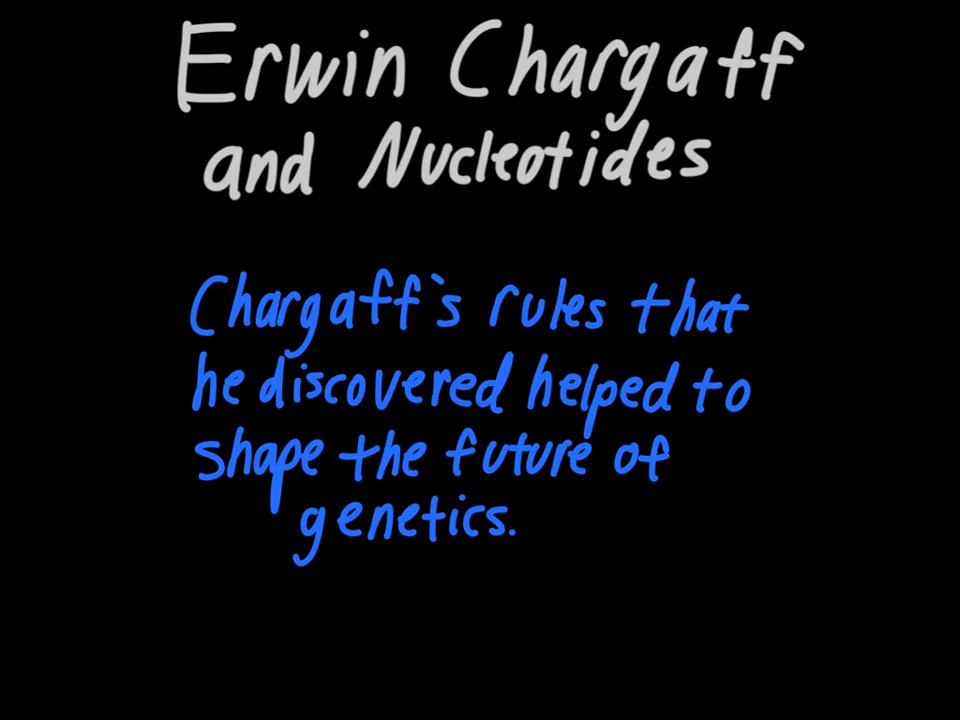 Erwin Chargaff
and Nucleotides
Chargaff's rules that
he discovered helped to
shape the future of
genetics.